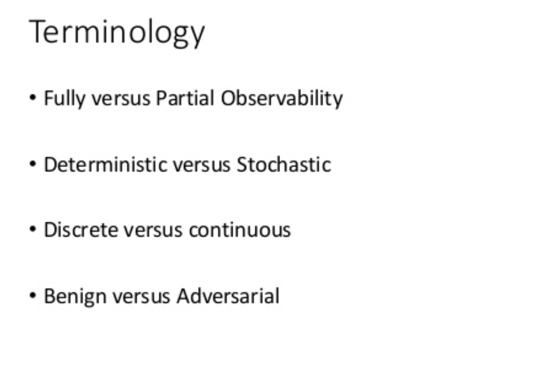 Terminology
• Fully versus Partial Observability
• Deterministic versus Stochastic
• Discrete versus continuous
• Benign versus Adversarial